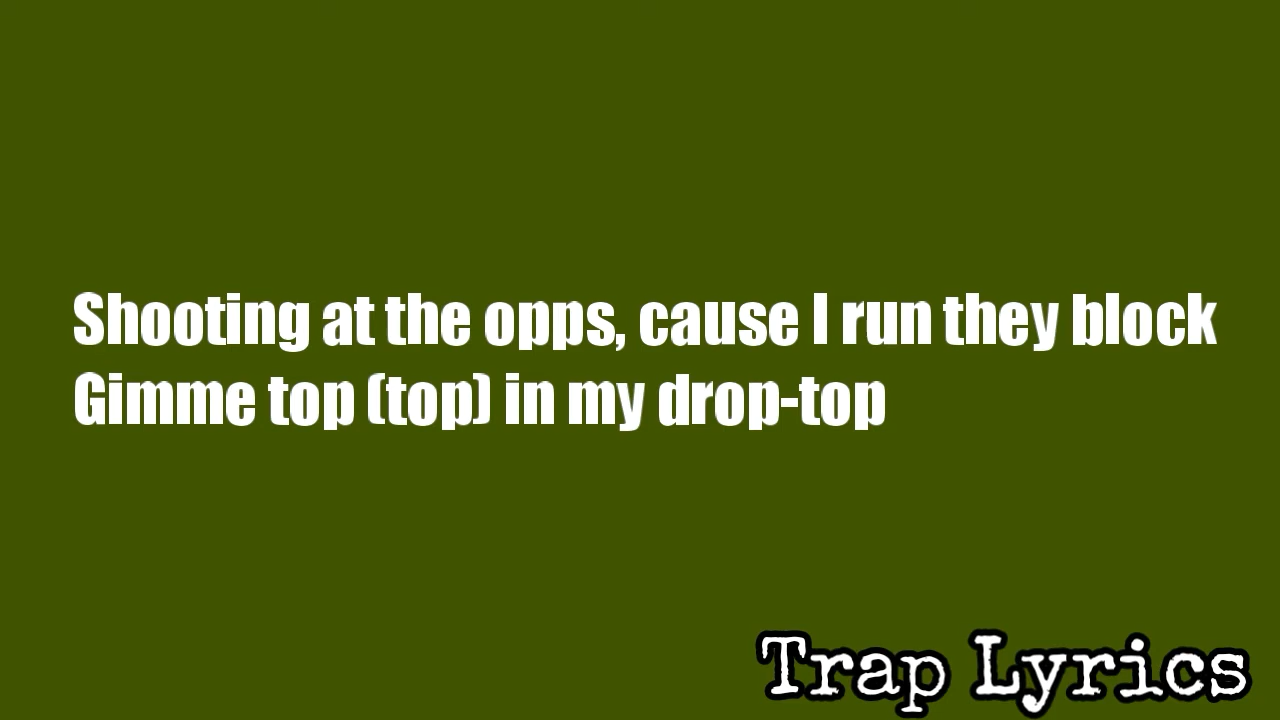 Shooting at the opps, cause I run they block
Gimme top (top) in my drop-top
Trap Lyrics